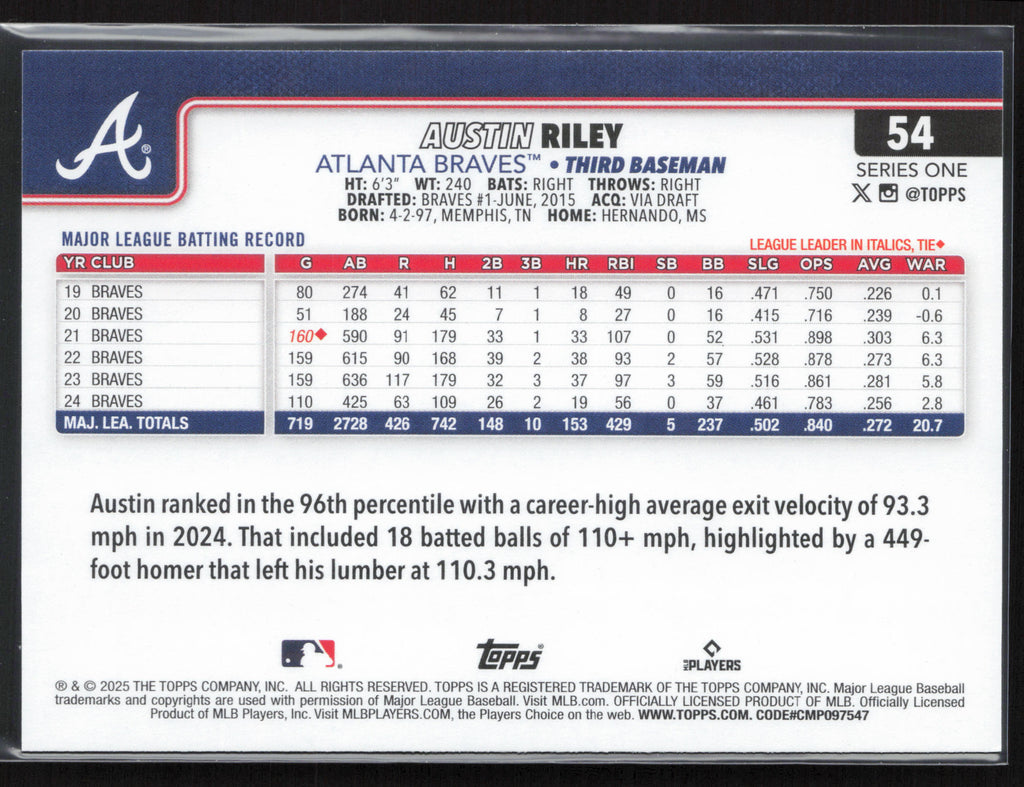 A®
AUSTIN RILEY
54
ATLANTA BRAVES™ • THIRD BASEMAN
SERIES ONE
HT: 6'3" WT: 240 BATS: RIGHT THROWS: RIGHT
@TOPPS
DRAFTED: BRAVES #1-JUNE, 2015 ACQ: VIA DRAFT
BORN: 4-2-97, MEMPHIS, TN HOME: HERNANDO, MS
MAJOR LEAGUE BATTING RECORD
LEAGUE LEADER IN ITALICS, TIE◆
YR CLUB G AB R H 2B 3B HR RBI SB BB SLG OPS AVG WAR
19 BRAVES 80 274 41 62 11 1 18 49 0 16 .471 .750 .226 0.1
20 BRAVES 51 188 24 45 7 1 8 27 0 16 .415 .716 .239 -0.6
21 BRAVES 160◆ 590 91 179 33 1 33 107 0 52 .531 .898 .303 6.3
22 BRAVES 159 615 90 168 39 2 38 93 2 57 .528 .878 .273 6.3
23 BRAVES 159 636 117 179 32 3 37 97 3 59 .516 .861 .281 5.8
24 BRAVES 110 425 63 109 26 2 19 56 0 37 .461 .783 .256 2.8
MAJ. LEA. TOTALS 719 2728 426 742 148 10 153 429 5 237 .502 .840 .272 20.7
Austin ranked in the 96th percentile with a career-high average exit velocity of 93.3
mph in 2024. That included 18 batted balls of 110+ mph, highlighted by a 449-
foot homer that left his lumber at 110.3 mph.
Topps®
MLB PLAYERS
® & © 2025 THE TOPPS COMPANY, INC. ALL RIGHTS RESERVED. TOPPS IS A REGISTERED TRADEMARK OF THE TOPPS COMPANY, INC. Major League Baseball
trademarks and copyrights are used with permission of Major League Baseball. Visit MLB.com. OFFICIALLY LICENSED PRODUCT OF MLB. Officially Licensed
Product of MLB Players, Inc. Visit MLBPLAYERS.COM, the Players Choice on the web. WWW.TOPPS.COM. CODE#CMP097547